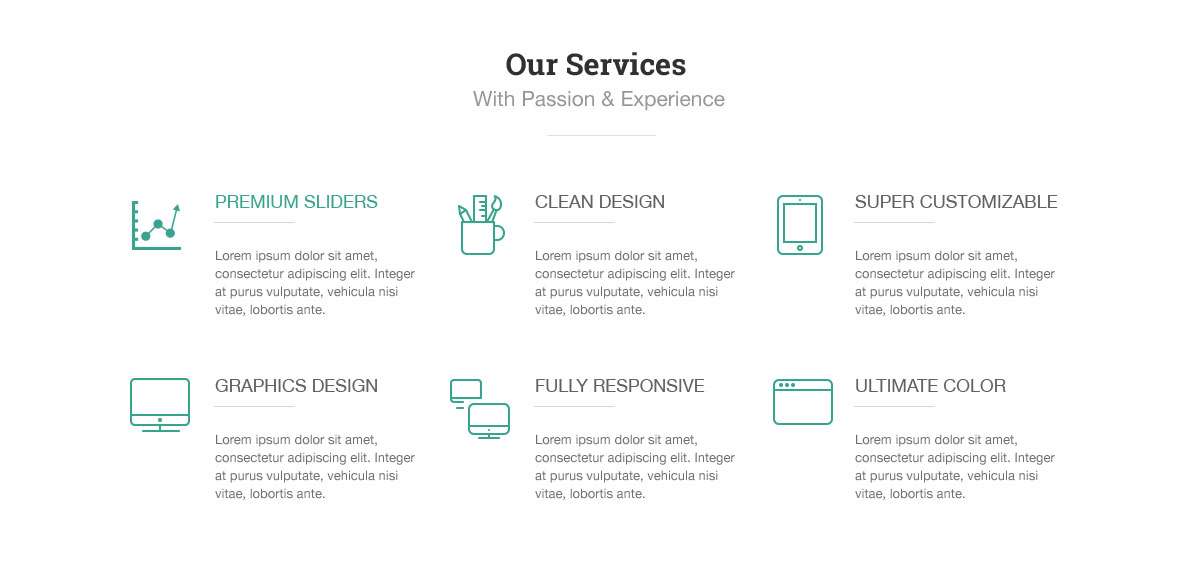 Our Services
With Passion & Experience
PREMIUM SLIDERS
Lorem ipsum dolor sit amet,
consectetur adipiscing elit. Integer
at purus vulputate, vehicula nisi
vitae, lobortis ante.
CLEAN DESIGN
Lorem ipsum dolor sit amet,
consectetur adipiscing elit. Integer
at purus vulputate, vehicula nisi
vitae, lobortis ante.
SUPER CUSTOMIZABLE
Lorem ipsum dolor sit amet,
consectetur adipiscing elit. Integer
at purus vulputate, vehicula nisi
vitae, lobortis ante.
GRAPHICS DESIGN
Lorem ipsum dolor sit amet,
consectetur adipiscing elit. Integer
at purus vulputate, vehicula nisi
vitae, lobortis ante.
FULLY RESPONSIVE
Lorem ipsum dolor sit amet,
consectetur adipiscing elit. Integer
at purus vulputate, vehicula nisi
vitae, lobortis ante.
ULTIMATE COLOR
Lorem ipsum dolor sit amet,
consectetur adipiscing elit. Integer
at purus vulputate, vehicula nisi
vitae, lobortis ante.